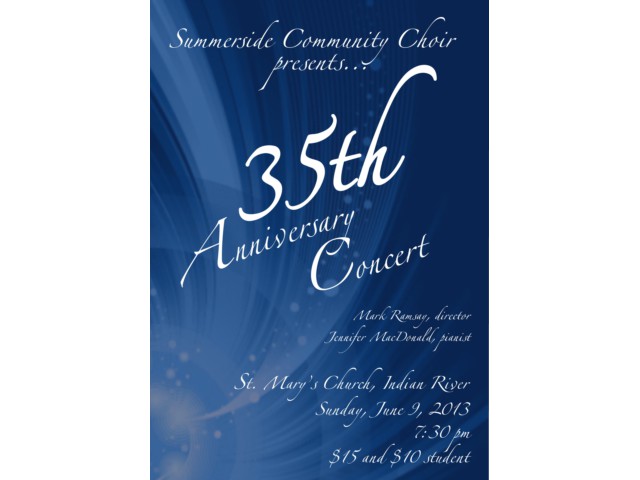 Summerside Community Choir
presents...
35th
Anniversary
Concert
Mark Ramsay, director
Jennifer MacDonald, pianist
St. Mary's Church, Indian River
Sunday, June 9, 2013
7:30 pm
$15 and $10 student